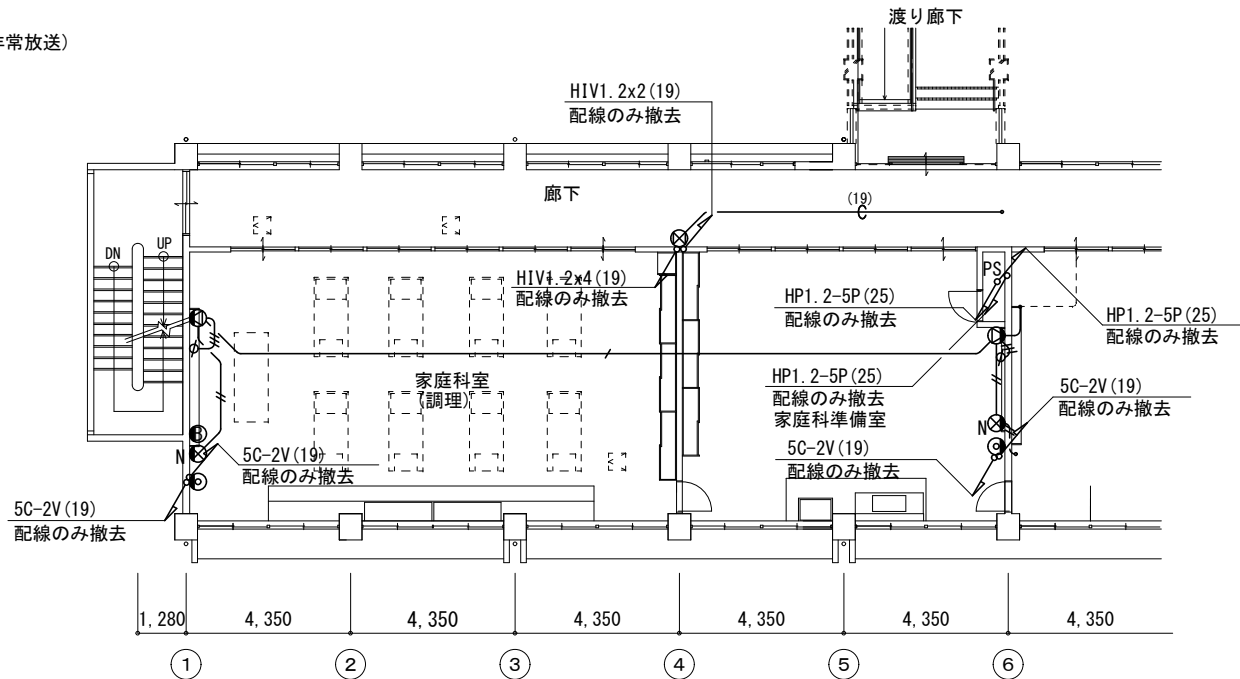 非常放送)
渡り廊下
HIV1.2x2(19)
配線のみ撤去
廊下
(19)
DN
UP
HIV1.2x4(19)
配線のみ撤去
PS
HP1.2-5P(25)
配線のみ撤去
HP1.2-5P(25)
配線のみ撤去
家庭科室
(調理)
HP1.2-5P(25)
配線のみ撤去
家庭科準備室
5C-2V(19)
配線のみ撤去
B
N
5C-2V(19)
配線のみ撤去
N
5C-2V(19)
配線のみ撤去
5C-2V(19)
配線のみ撤去
1,280
4,350
4,350
4,350
4,350
4,350
4,350
1
2
3
4
5
6